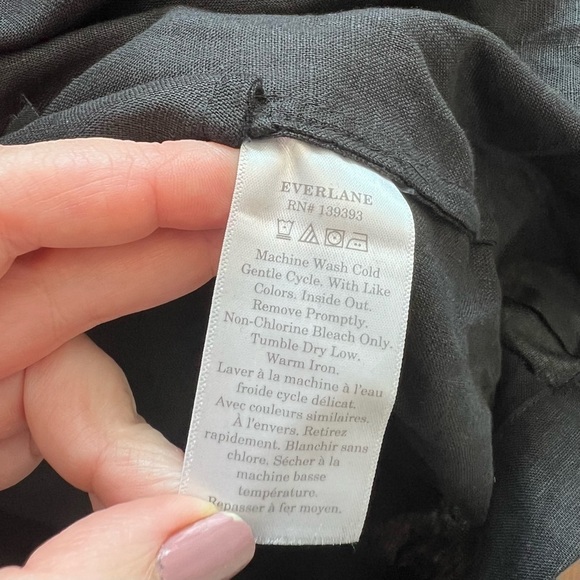 EVERLANE
RN# 139393
Machine Wash Cold
Gentle Cycle. With Like
Colors. Inside Out.
Remove Promptly.
Non-Chlorine Bleach Only.
Tumble Dry Low.
Warm Iron.
Laver à la machine à l'eau
froide cycle délicat.
Avec couleurs similaires.
À l'envers. Retirez
rapidement. Blanchir sans
chlore. Sécher à la
machine basse
température.
Repasser à fer moyen.